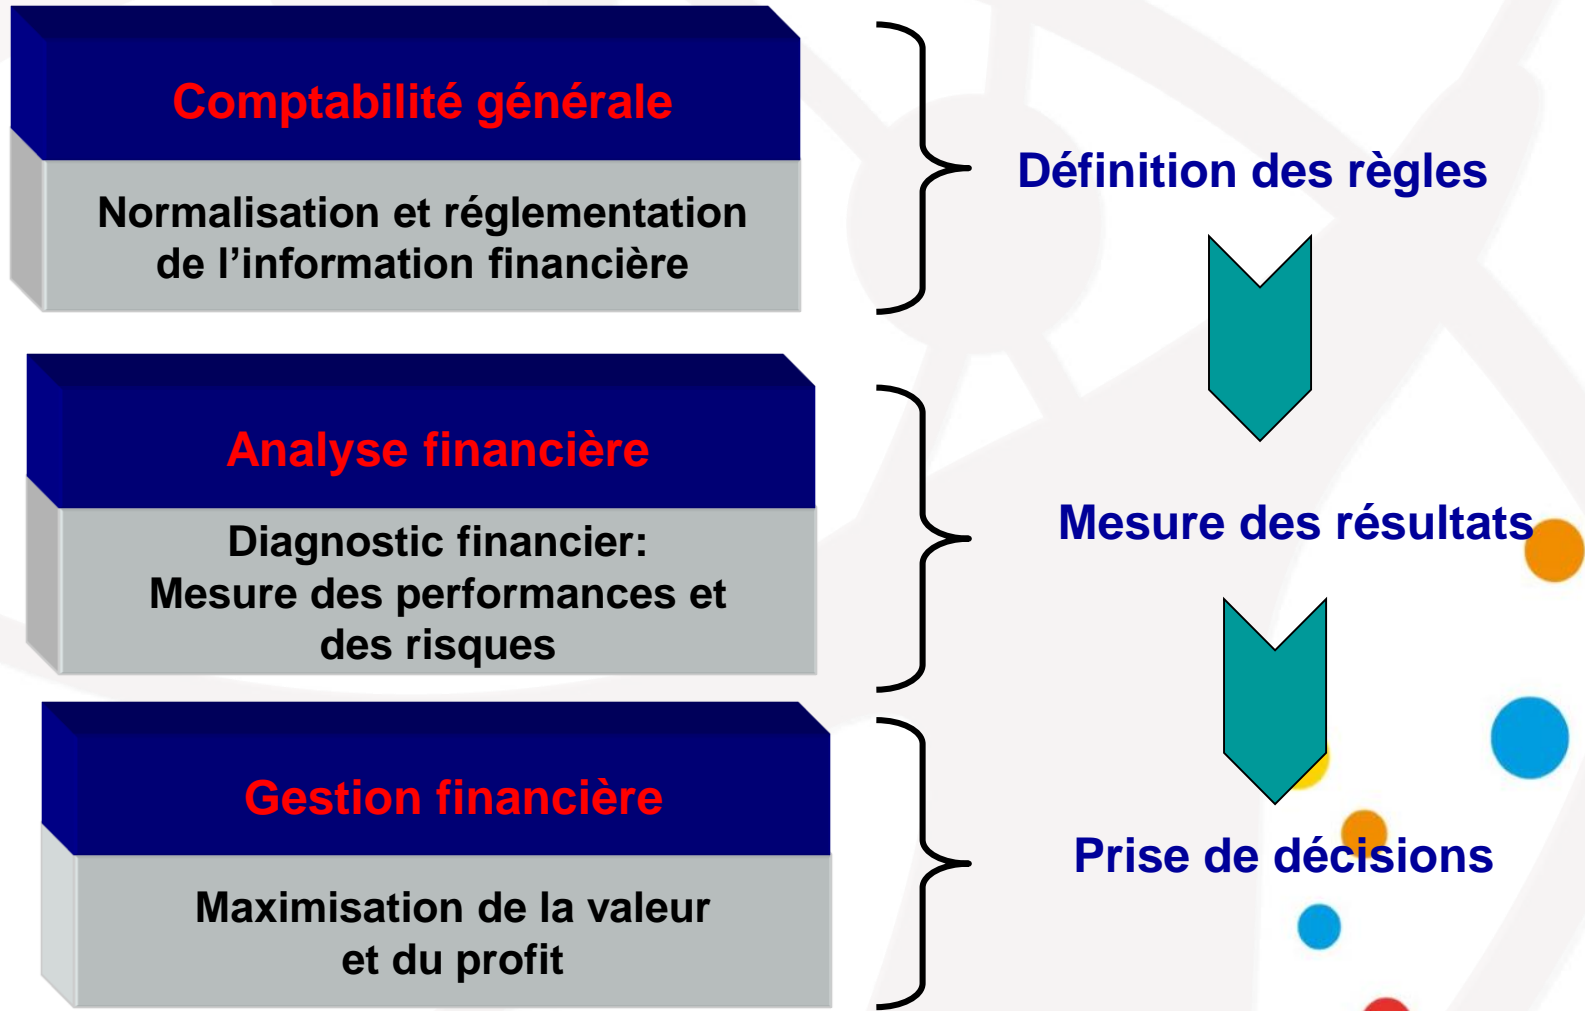 Comptabilité générale
Normalisation et réglementation
de l’information financière
Définition des règles
Analyse financière
Diagnostic financier:
Mesure des performances et
des risques
Mesure des résultats
Gestion financière
Maximisation de la valeur
et du profit
Prise de décisions